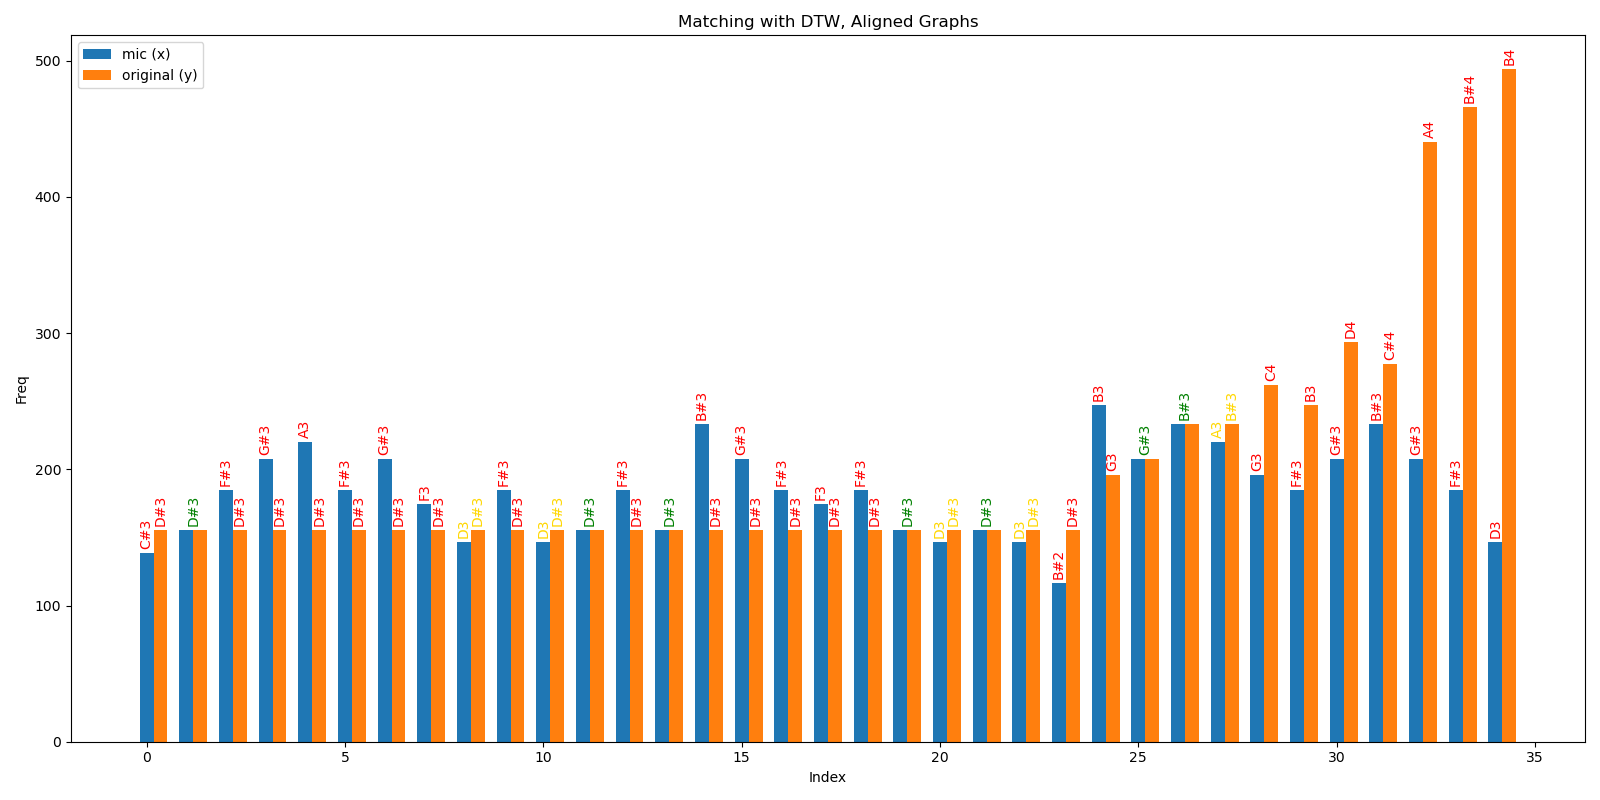 Matching with DTW, Aligned Graphs
mic (x)
original (y)
Freq
500
400
300
200
100
0
C#3 D#3 D#3 F#3 D#3 G#3 D#3 A3 D#3 F#3 D#3 G#3 D#3 F3 D#3 D3 D#3 F#3 D#3 D3 D#3 D#3 F#3 D#3 D#3 B#3 D#3 G#3 D#3 F#3 D#3 F3 D#3 F#3 D#3 D#3 D3 D#3 D#3 D3 D#3 B#2 D#3 B3 G3 G#3 B#3 A3 B#3 G3 C4 F#3 B3 G#3 D4 B#3 C#4 G#3 A4 F#3 B#4 D3 B4
0 5 10 15 20 25 30 35
Index